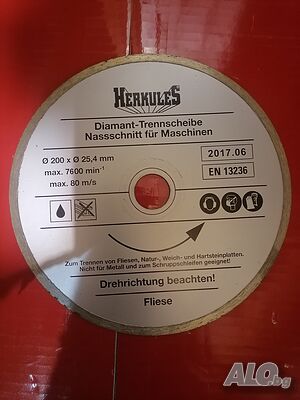 HERKULES
Diamant-Trennscheibe
Nassschnitt für Maschinen
Ø 200 x Ø 25,4 mm
max. 7600 min⁻¹
max. 80 m/s
2017.06
EN 13236
Zum Trennen von Fliesen, Natur-, Weich- und Hartsteinplatten.
Nicht für Metall und zum Schruppschleifen geeignet!
Drehrichtung beachten!
Fliese
ALO.bg